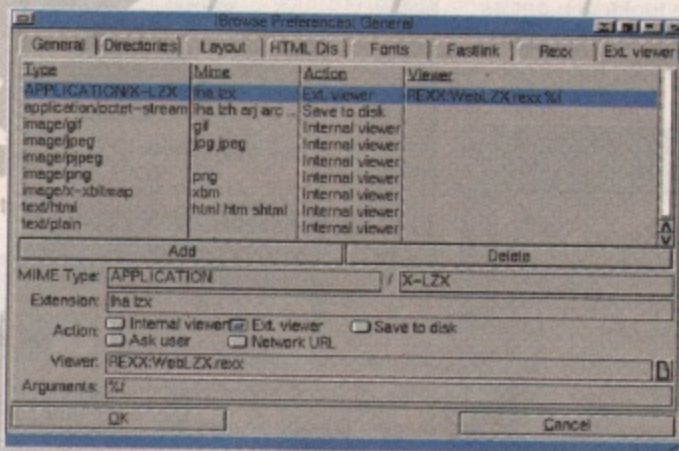 IBrowse Preferences: General
General Directories Layout HTML Dis Fonts Fastlink Rexx Ext. viewer
Type Mime Action Viewer
APPLICATION/X-LZX lha lzx Ext. viewer REXX:WebLZX.rexx %f
application/octet-stream lha lzh arj arc ... Save to disk
image/gif gif Internal viewer
image/jpeg jpg jpeg Internal viewer
image/pjpeg Internal viewer
image/png png Internal viewer
image/x-xbitmap xbm Internal viewer
text/html html htm shtml Internal viewer
text/plain Internal viewer
Add Delete
MIME Type: APPLICATION / X-LZX
Extension: lha lzx
Action: Internal viewer Ext. viewer Save to disk
Ask user Network URL
Viewer: REXX:WebLZX.rexx
Arguments: %f
OK Cancel